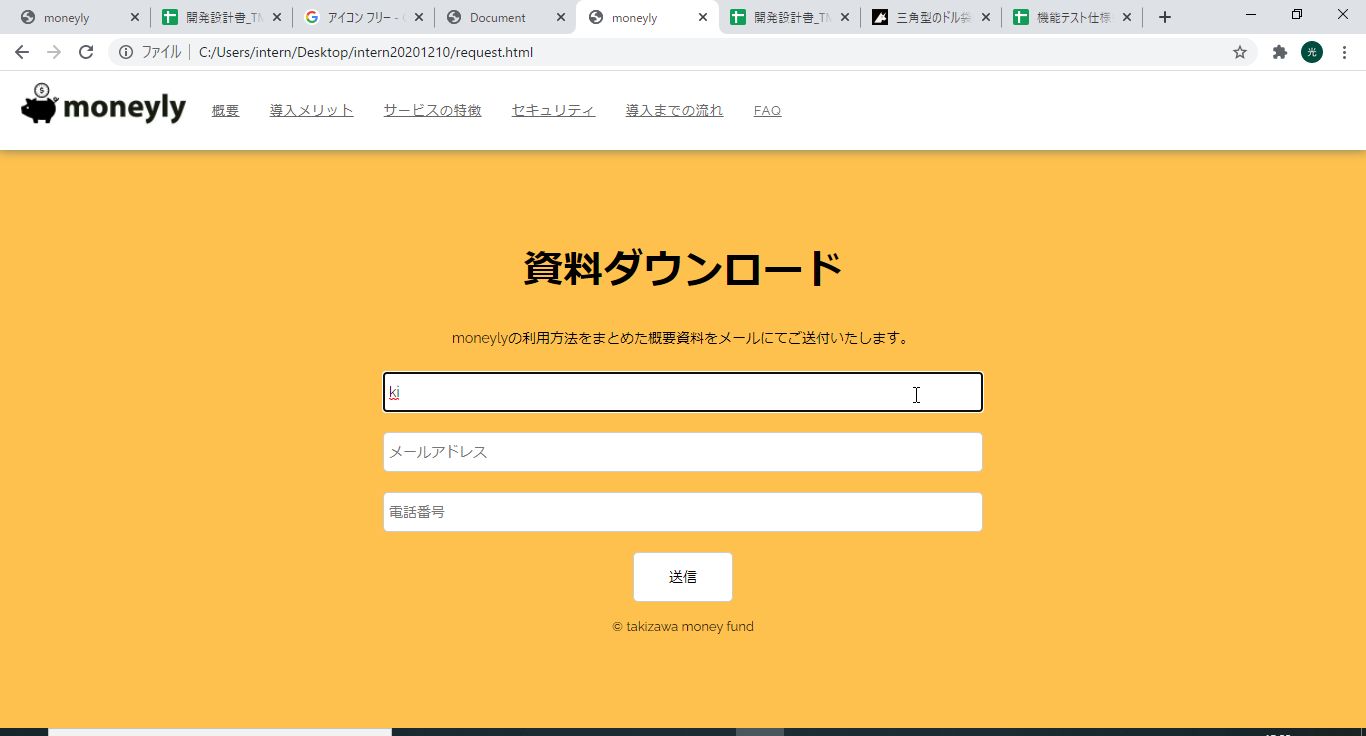 moneyly
開発設計書_TM
アイコン フリー - G
Document
moneyly
開発設計書_TM
三角型のドル袋
機能テスト仕様
ファイル C:/Users/intern/Desktop/intern20201210/request.html 光
moneyly 概要 導入メリット サービスの特徴 セキュリティ 導入までの流れ FAQ
資料ダウンロード
moneylyの利用方法をまとめた概要資料をメールにてご送付いたします。
ki
メールアドレス
電話番号
送信
© takizawa money fund